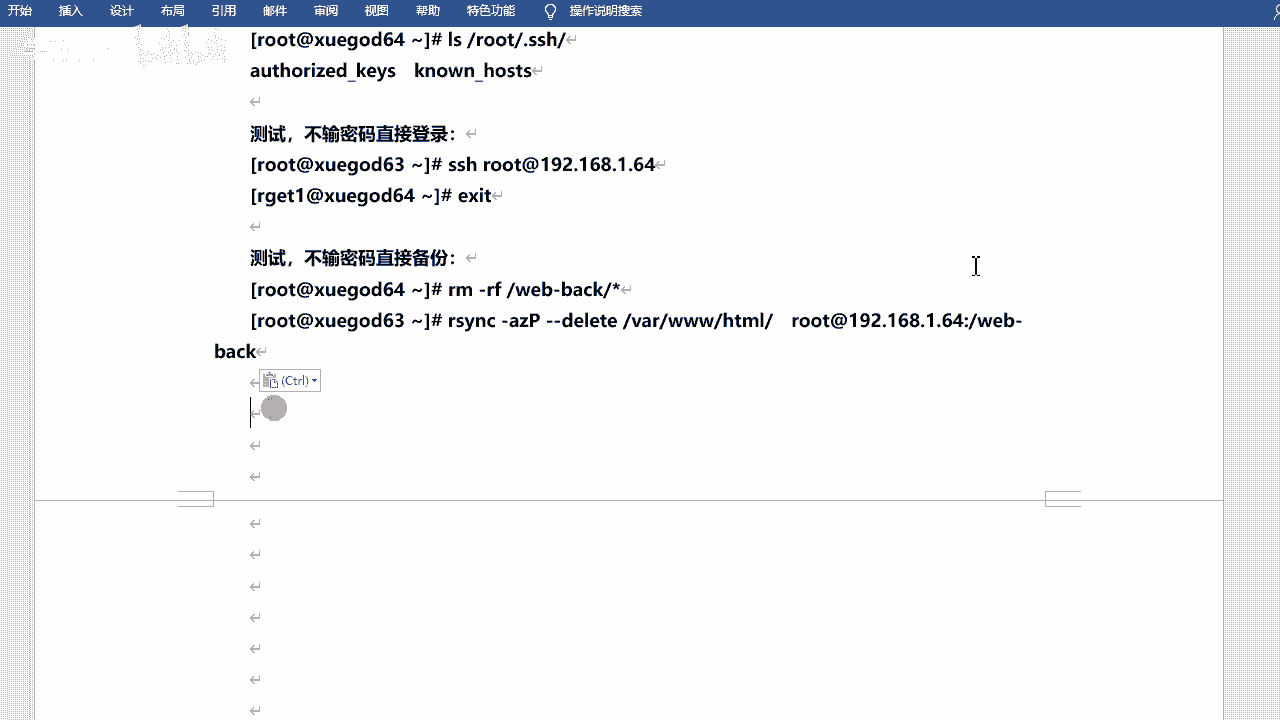 开始 插入 设计 布局 引用 邮件 审阅 视图 帮助 特色功能 操作说明搜索
[root@xuegod64 ~]# ls /root/.ssh/
authorized_keys known_hosts
测试，不输密码直接登录：
[root@xuegod63 ~]# ssh root@192.168.1.64
[rget1@xuegod64 ~]# exit
测试，不输密码直接备份：
[root@xuegod64 ~]# rm -rf /web-back/*
[root@xuegod63 ~]# rsync -azP --delete /var/www/html/ root@192.168.1.64:/web-
back
(Ctrl)